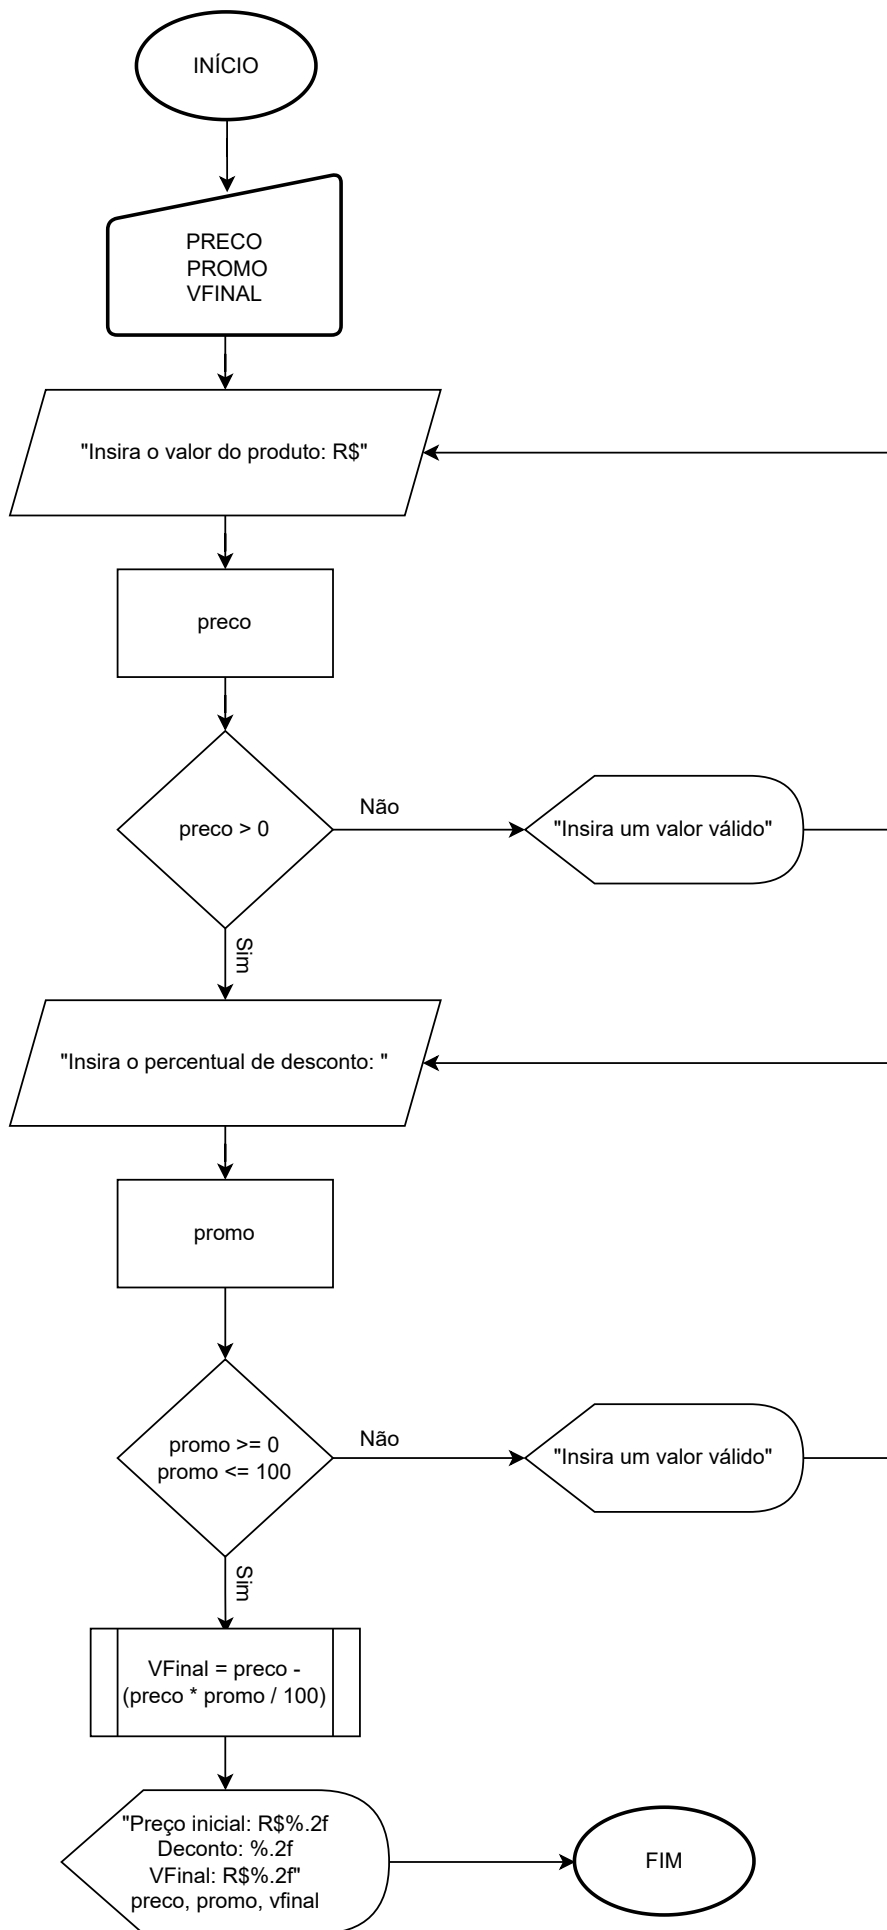 INÍCIO
PRECO
PROMO
VFINAL
"Insira o valor do produto: R$"
preco
preco > 0
Não
"Insira um valor válido"
Sim
"Insira o percentual de desconto: "
promo
promo >= 0
promo <= 100
Não
"Insira um valor válido"
Sim
VFinal = preco -
(preco * promo / 100)
"Preço inicial: R$%.2f
Deconto: %.2f
VFinal: R$%.2f"
preco, promo, vfinal
FIM